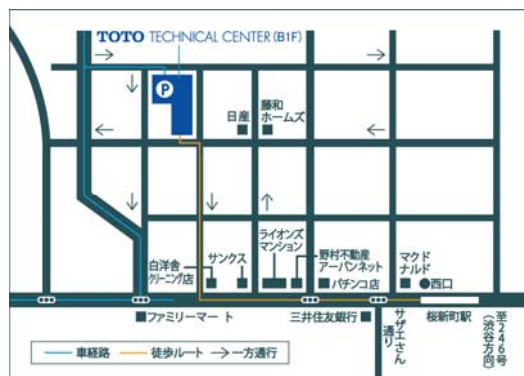 TOTO TECHNICAL CENTER (B1F)
P
日産
藤和
ホームズ
白洋舎
クリーニング店
サンクス
ライオンズ
マンション
野村不動産
アーバンネット
パチンコ店
マクド
ナルド
西口
ファミリーマート
三井住友銀行
サザエさん
通り
桜新町駅
至246号
(渋谷方向)
車経路
徒歩ルート
一方通行